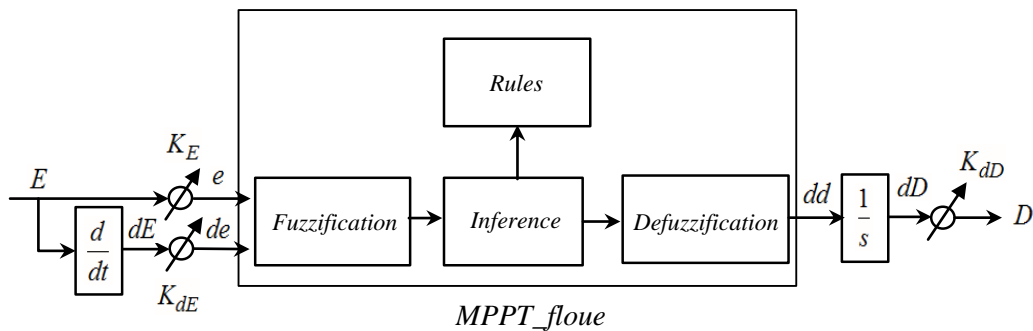 Rules
K_E
K_dD
E
e
dd
dD
Fuzzification
Inference
Defuzzification
1
s
D
d
dt
dE
de
K_dE
MPPT_floue